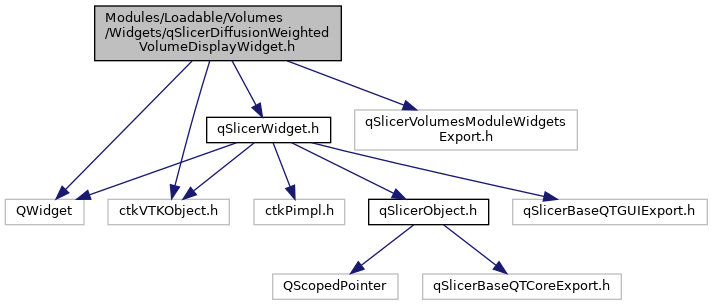 Modules/Loadable/Volumes
/Widgets/qSlicerDiffusionWeighted
VolumeDisplayWidget.h
qSlicerVolumesModuleWidgets
Export.h
qSlicerWidget.h
QWidget
ctkVTKObject.h
ctkPimpl.h
qSlicerObject.h
qSlicerBaseQTGUIExport.h
QScopedPointer
qSlicerBaseQTCoreExport.h